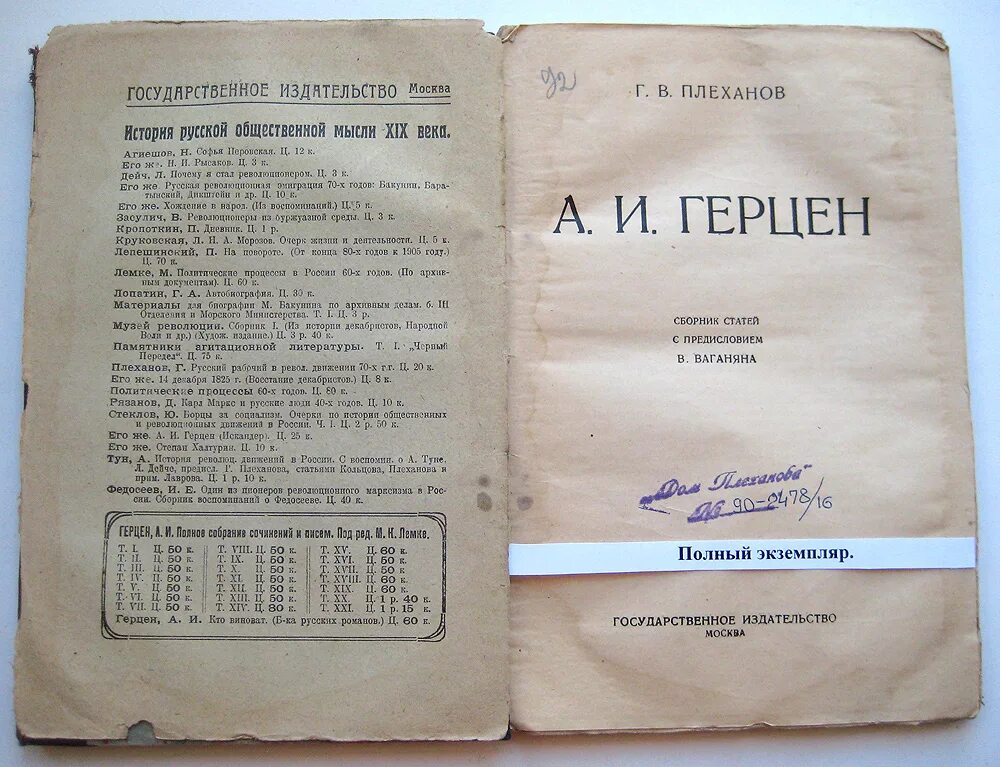 ГОСУДАРСТВЕННОЕ ИЗДАТЕЛЬСТВО Москва
История русской общественной мысли XIX века.
Агиешов, Н. Софья Перовская. Ц. 12 к.
Его же. Н. И. Рысаков. Ц. 3 к.
Дейч, Л. Почему я стал революционером. Ц. 3 к.
Его же Русская революционная эмиграция 70-х годов: Бакунин, Бара-
тынский, Дикштейн и др. Ц. 10 к.
Его же. Хождение в народ. (Из воспоминаний.) Ц. 5 к.
Засулич, В. Революционеры из буржуазной среды. Ц. 3 к.
Кропоткин, П. Дневник. Ц. 1 р.
Круковская, Л. Н. А. Морозов. Очерк жизни и деятельности. Ц. 5 к.
Лепешинский, П. На повороте. (От конца 80-х годов к 1905 году.)
Ц. 70 к.
Лемке, М. Политические процессы в России 60-х годов. (По архив-
ным документам). Ц. 60 к.
Лопатин, Г. А. Автобиография. Ц. 30 к.
Материалы для биографии М. Бакунина по архивным делам. б. III
Отделения и Морского Министерства. Т. I. Ц. 3 р.
Музей революции. Сборник I. (Из истории декабристов, Народной
Воли и др.) (Худож. издание.) Ц. 3 р. 40 к.
Памятники агитационной литературы. Т. I. „Черный
Передел". Ц. 75 к.
Плеханов, Г. Русский рабочий в револ. движении 70-х г.г. Ц. 20 к.
Его же. 14 декабря 1825 г. (Восстание декабристов.) Ц. 8 к.
Политические процессы 60-х годов. Ц. 80 к.
Рязанов, Д. Карл Маркс и русские люди 40-х годов. Ц. 10 к.
Стеклов, Ю. Борцы за социализм. Очерки по истории общественных
и революционных движений в России. Ч. I. Ц. 2 р. 50 к.
Его же. А. И. Герцен (Искандер). Ц. 25 к.
Его же. Степан Халтурин. Ц. 10 к.
Тун, А. История революц. движений в России. С воспомин. о А. Туне.
Л. Дейче, предисл. Г. Плеханова, статьями Кольцова, Плеханова и
прим. Лаврова. Ц. 1 р. 10 к.
Федосеев, И. Е. Один из пионеров революционного марксизма в Рос-
сии. Сборник воспоминаний о Федосееве. Ц. 40 к.
ГЕРЦЕН, А. И. Полное собрание сочинений и писем. Под ред. М. К. Лемке.
Т. I Ц. 50 к. Т. VIII. Ц. 50 к. Т. XV. Ц. 60 к.
Т. II. Ц. 50 к. Т. IX. Ц. 50 к. Т. XVI. Ц. 50 к.
Т. III. Ц. 50 к. Т. X. Ц. 50 к. Т. XVII. Ц. 50 к
Т. IV. Ц. 50 к. Т. XI. Ц. 50 к. Т. XVIII. Ц. 60 к.
Т. V. Ц. 50 к. Т. XII. Ц. 50 к. Т. XIX. Ц. 60 к.
Т. VI. Ц. 50 к. Т. XIII. Ц. 50 к. Т. XX. Ц. 1 р. 40 к.
Т. VII. Ц. 50 к. Т. XIV. Ц. 80 к. Т. XXI. Ц. 1 р. 15 к.
Герцен, А. И. Кто виноват. (Б-ка русских романов.) Ц. 60 к.
92
Г. В. ПЛЕХАНОВ
А. И. ГЕРЦЕН
СБОРНИК СТАТЕЙ
С ПРЕДИСЛОВИЕМ
В. ВАГАНЯНА
„Дом Плеханова"
№ 90-2478/16
Полный экземпляр.
ГОСУДАРСТВЕННОЕ ИЗДАТЕЛЬСТВО
МОСКВА